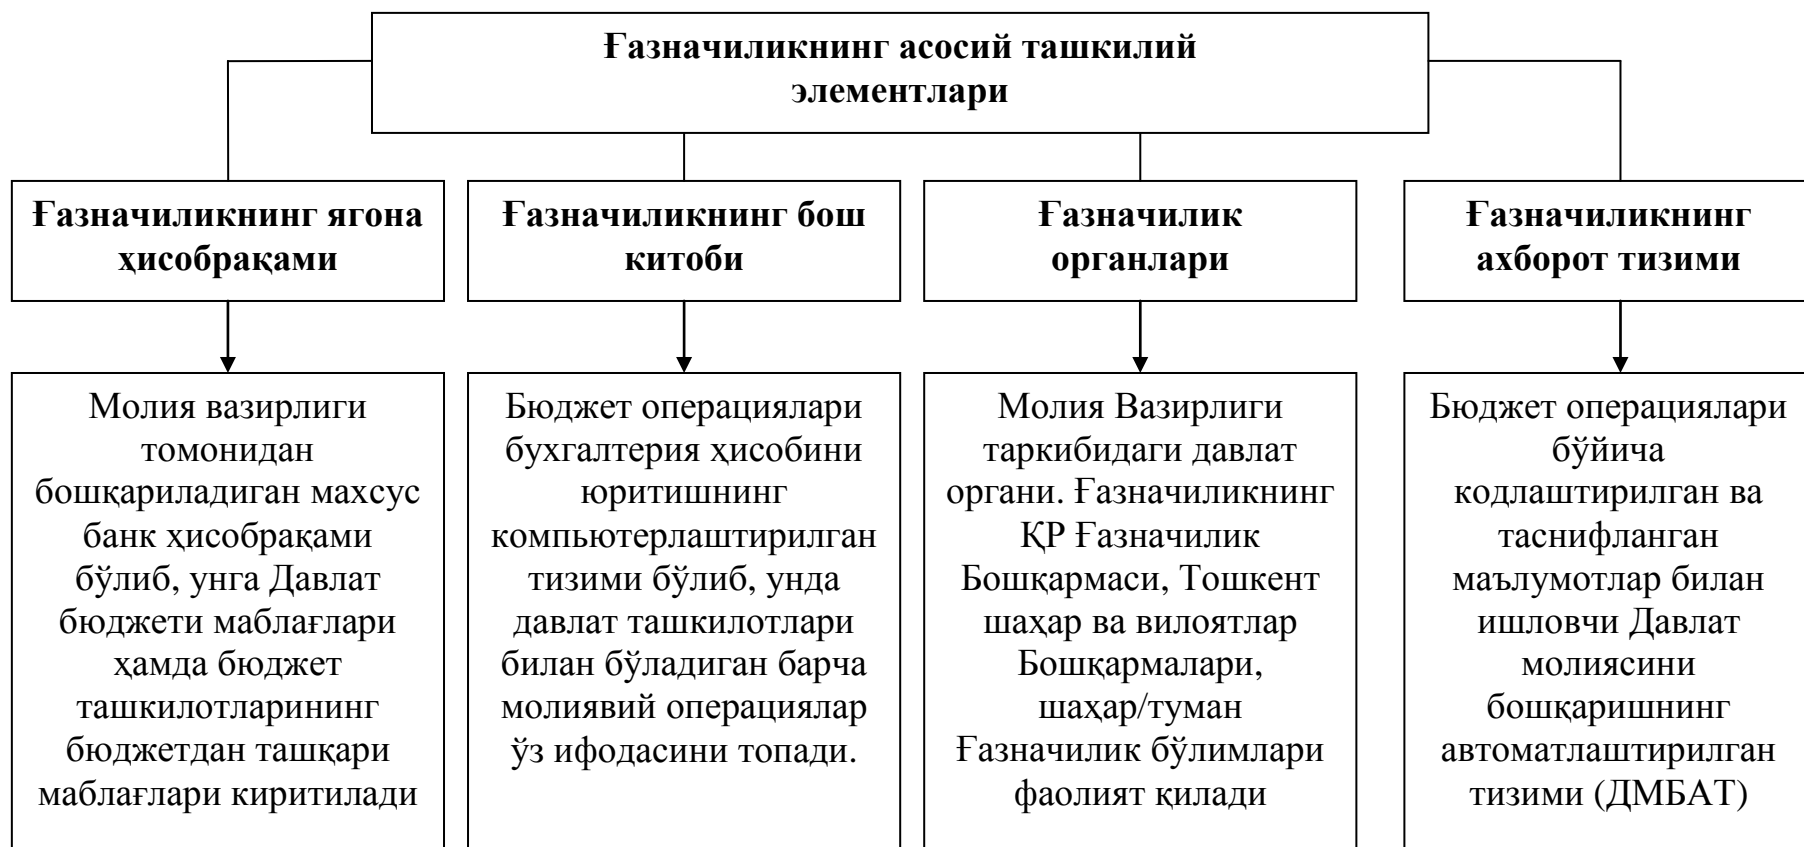 Ғазначиликнинг асосий ташкилий
элементлари
Ғазначиликнинг ягона
ҳисобрақами
Ғазначиликнинг бош
китоби
Ғазначилик
органлари
Ғазначиликнинг
ахборот тизими
Молия вазирлиги
томонидан
бошқариладиган махсус
банк ҳисобрақами
бўлиб, унга Давлат
бюджети маблағлари
ҳамда бюджет
ташкилотларининг
бюджетдан ташқари
маблағлари киритилади
Бюджет операциялари
бухгалтерия ҳисобини
юритишнинг
компьютерлаштирилган
тизими бўлиб, унда
давлат ташкилотлари
билан бўладиган барча
молиявий операциялар
ўз ифодасини топади.
Молия Вазирлиги
таркибидаги давлат
органи. Ғазначиликнинг
ҚР Ғазначилик
Бошқармаси, Тошкент
шаҳар ва вилоятлар
Бошқармалари,
шаҳар/туман
Ғазначилик бўлимлари
фаолият қилади
Бюджет операциялари
бўйича
кодлаштирилган ва
таснифланган
маълумотлар билан
ишловчи Давлат
молиясини
бошқаришнинг
автоматлаштирилган
тизими (ДМБАТ)